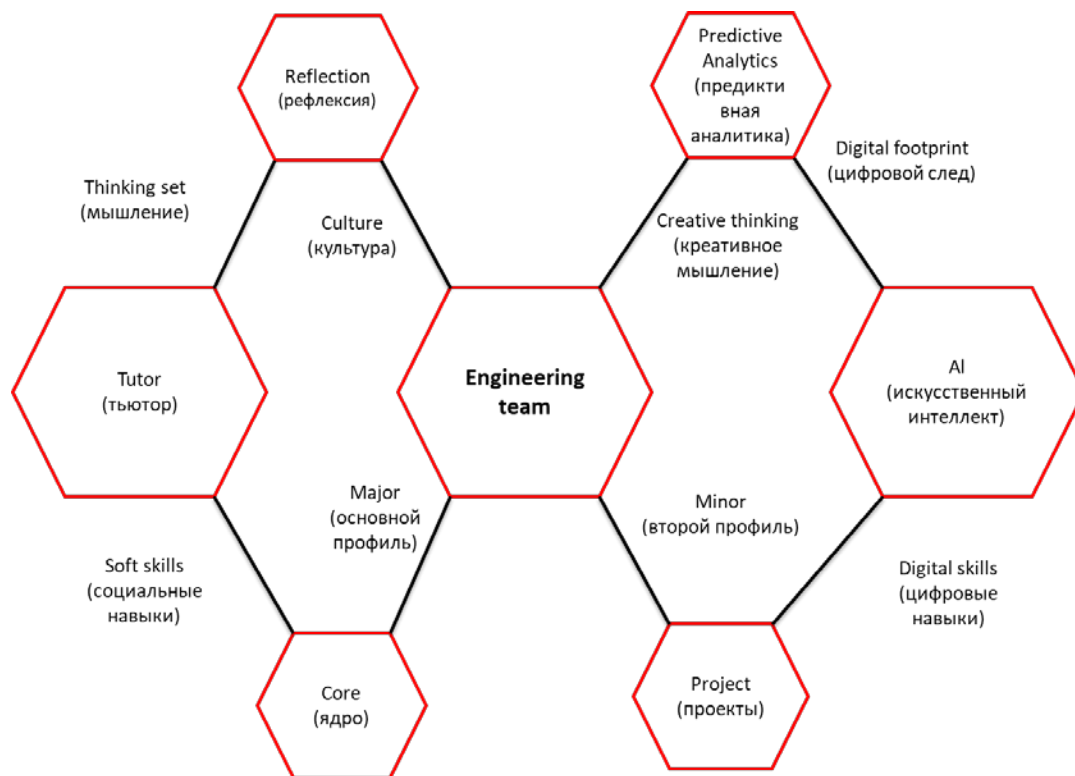 Reflection
(рефлексия)
Predictive
Analytics
(предикти
вная
аналитика)
Digital footprint
(цифровой след)
Thinking set
(мышление)
Culture
(культура)
Creative thinking
(креативное
мышление)
Tutor
(тьютор)
Engineering
team
AI
(искусственный
интеллект)
Major
(основной
профиль)
Minor
(второй профиль)
Soft skills
(социальные
навыки)
Digital skills
(цифровые
навыки)
Core
(ядро)
Project
(проекты)